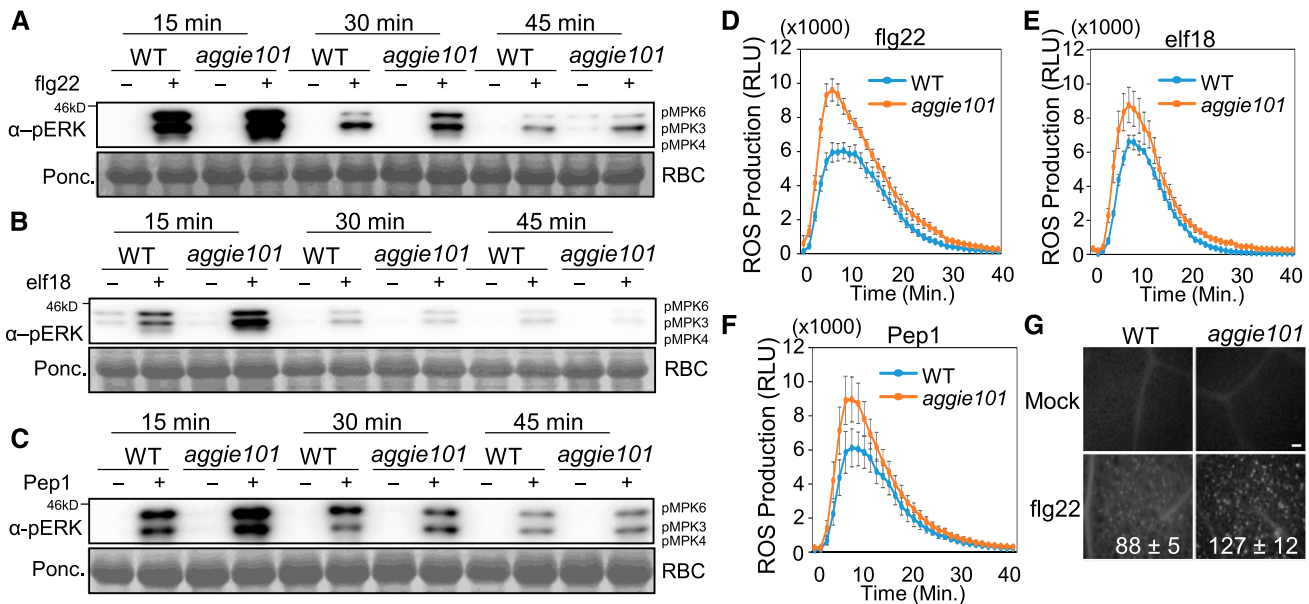 A
15 min 30 min 45 min
WT aggie101 WT aggie101 WT aggie101
flg22 – + – + – + – + – + – +
46kD
α–pERK
pMPK6
pMPK3
pMPK4
Ponc. RBC
B
15 min 30 min 45 min
WT aggie101 WT aggie101 WT aggie101
elf18 – + – + – + – + – + – +
46kD
α–pERK
pMPK6
pMPK3
pMPK4
Ponc. RBC
C
15 min 30 min 45 min
WT aggie101 WT aggie101 WT aggie101
Pep1 – + – + – + – + – + – +
46kD
α-pERK
pMPK6
pMPK3
pMPK4
Ponc. RBC
D
(x1000)
flg22
WT
aggie101
ROS Production (RLU)
12
10
8
6
4
2
0
0 10 20 30 40
Time (Min.)
E
(x1000)
elf18
WT
aggie101
ROS Production (RLU)
12
10
8
6
4
2
0
0 10 20 30 40
Time (Min.)
F
(x1000)
Pep1
WT
aggie101
ROS Production (RLU)
12
10
8
6
4
2
0
0 10 20 30 40
Time (Min.)
G
WT aggie101
Mock
flg22
88 ± 5 127 ± 12